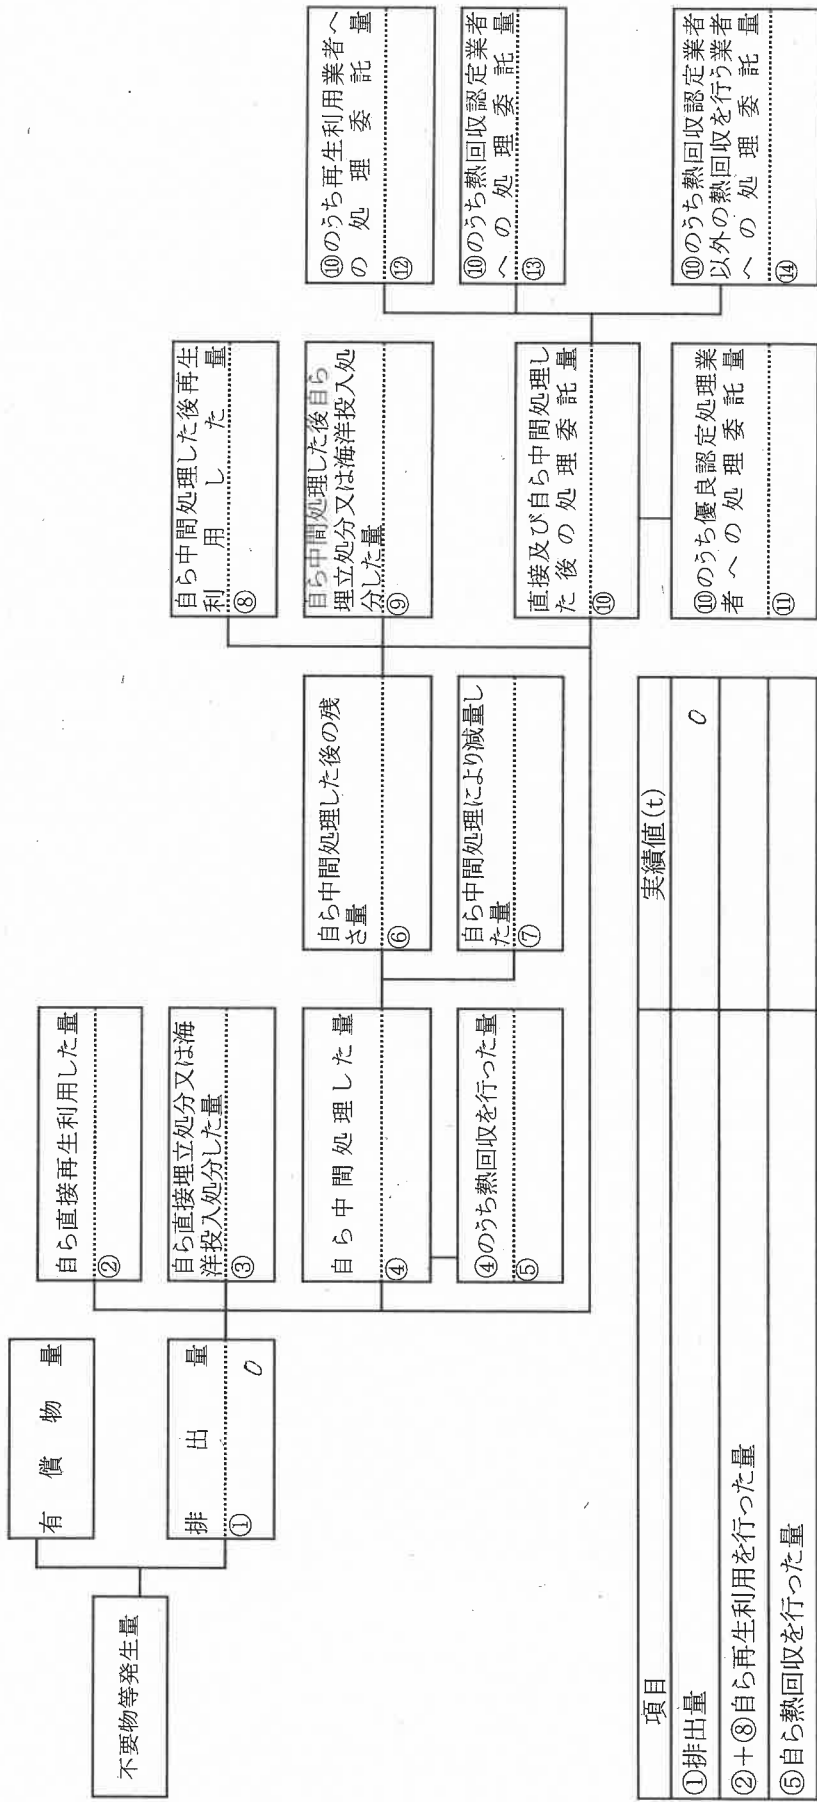 不要物等発生量
有償物量
排出量
①
0
自ら直接再生利用した量
②
自ら直接埋立処分又は海
洋投入処分した量
③
自ら中間処理した量
④
④のうち熱回収を行った量
⑤
自ら中間処理した後の残
さ量
⑥
自ら中間処理により減量し
た量
⑦
自ら中間処理した後再生
利用した量
⑧
自ら中間処理した後自ら
埋立処分又は海洋投入処
分した量
⑨
直接及び自ら中間処理し
た後の処理委託量
⑩
⑩のうち優良認定処理業
者への処理委託量
⑪
⑩のうち再生利用業者へ
の処理委託量
⑫
⑩のうち熱回収認定業者
への処理委託量
⑬
⑩のうち熱回収認定業者
以外の熱回収を行う業者
への処理委託量
⑭
項目 実績値(t)
①排出量 0
②+⑧自ら再生利用を行った量
⑤自ら熱回収を行った量